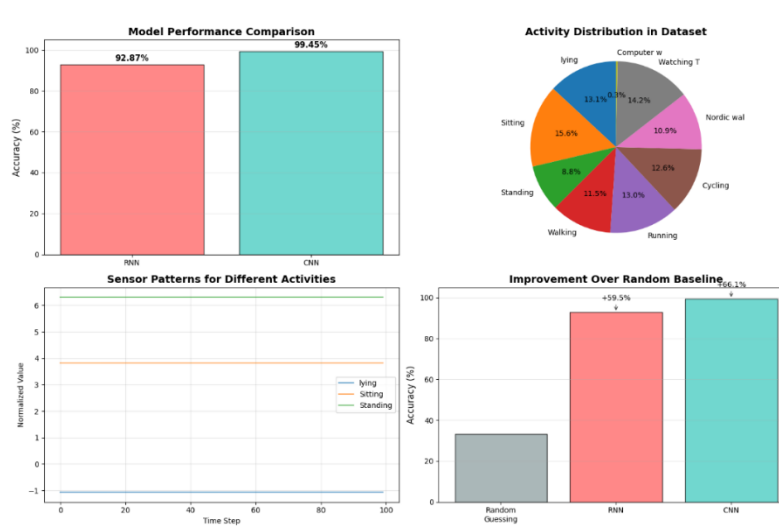 Model Performance Comparison
92.87%
99.45%
Accuracy (%)
100
80
60
40
20
0
RNN
CNN
Activity Distribution in Dataset
Computer w
Watching T
lying
Nordic wal
Sitting
Cycling
Standing
Walking
Running
13.1%
0.3%
14.2%
15.6%
10.9%
8.8%
12.6%
11.5%
13.0%
Sensor Patterns for Different Activities
Normalized Value
6
5
4
3
2
1
0
−1
lying
Sitting
Standing
0
20
40
60
80
100
Time Step
Improvement Over Random Baseline
+59.5%
+66.1%
Accuracy (%)
100
80
60
40
20
0
Random
Guessing
RNN
CNN